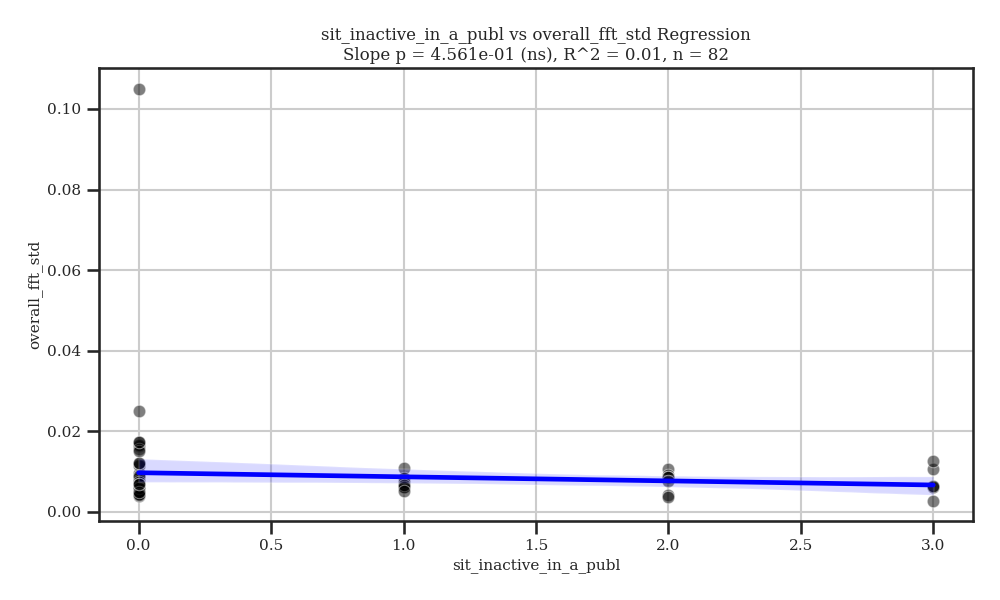 sit_inactive_in_a_publ vs overall_fft_std Regression
Slope p = 4.561e-01 (ns), R^2 = 0.01, n = 82
overall_fft_std
0.10
0.08
0.06
0.04
0.02
0.00
0.0 0.5 1.0 1.5 2.0 2.5 3.0
sit_inactive_in_a_publ